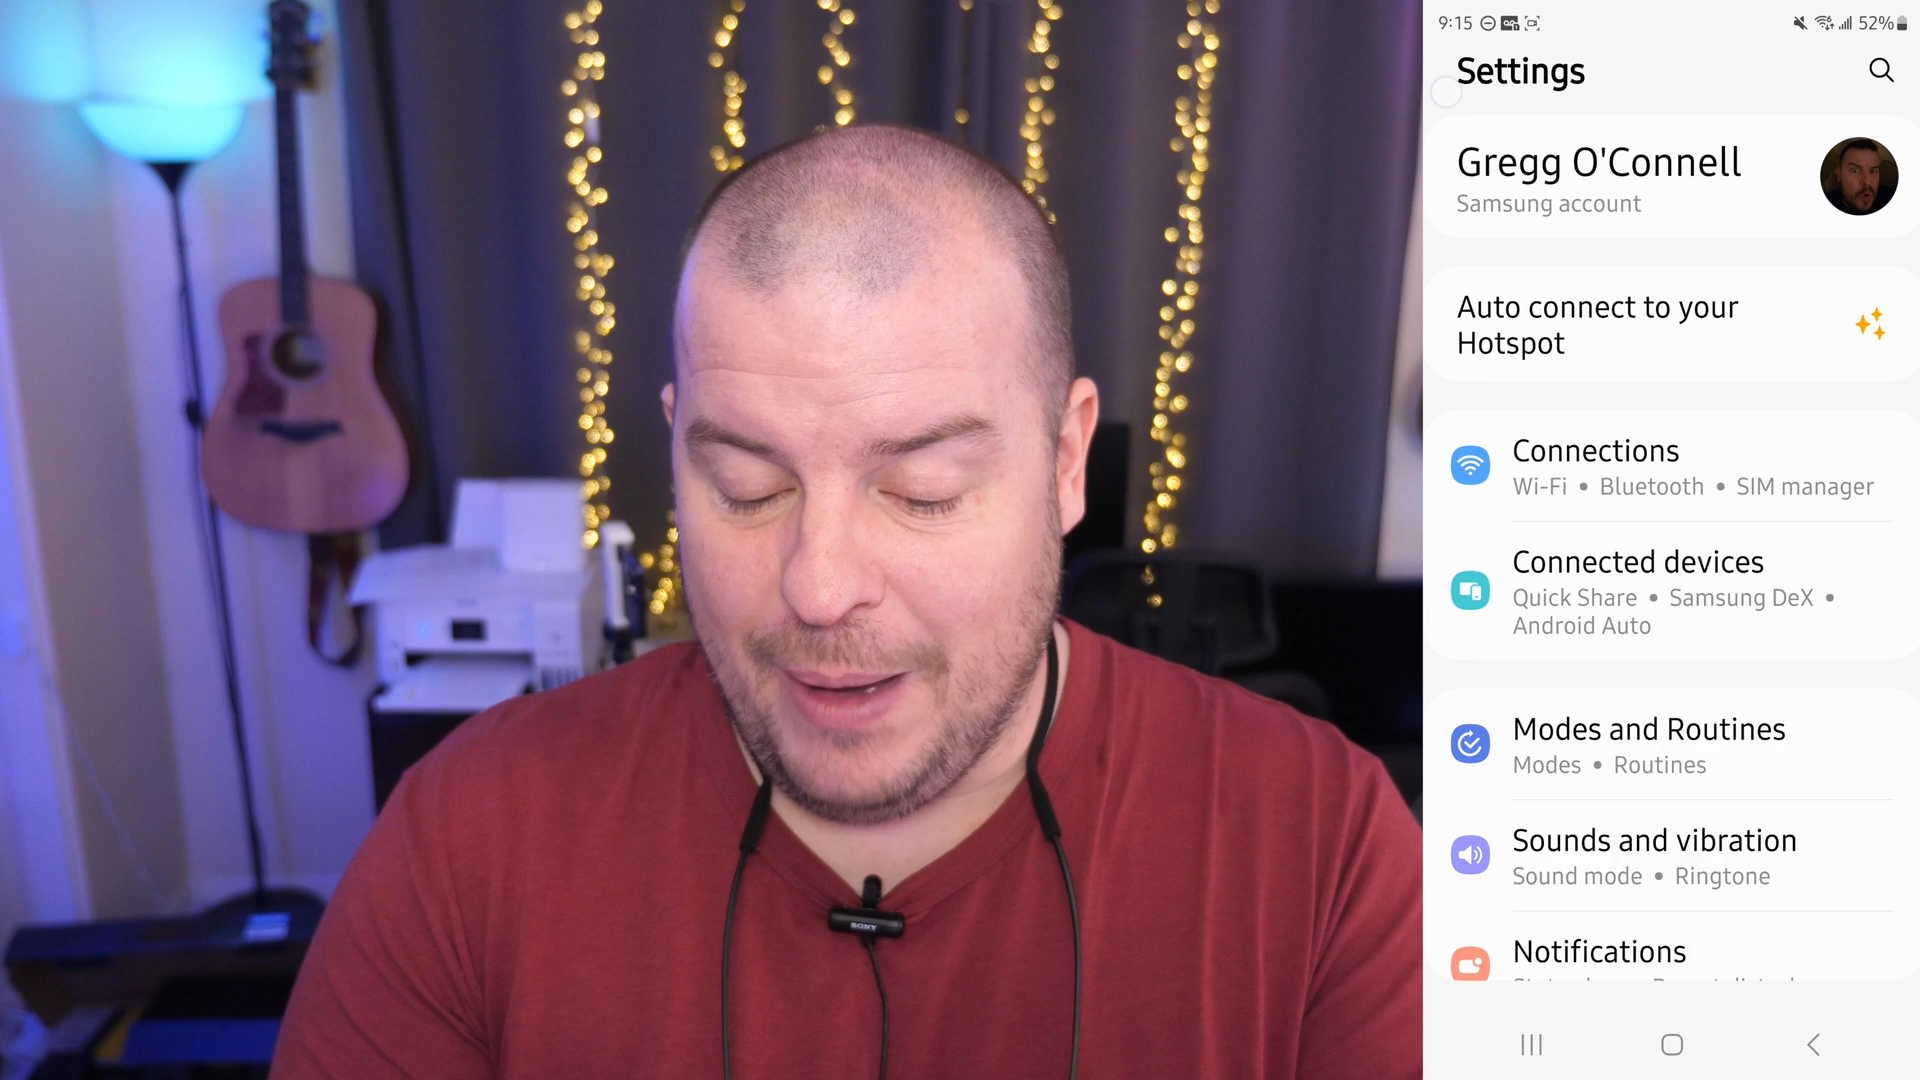 9:15
52%
Settings
Gregg O'Connell
Samsung account
Auto connect to your
Hotspot
Connections
Wi-Fi • Bluetooth • SIM manager
Connected devices
Quick Share • Samsung DeX •
Android Auto
Modes and Routines
Modes • Routines
Sounds and vibration
Sound mode • Ringtone
Notifications
SONY